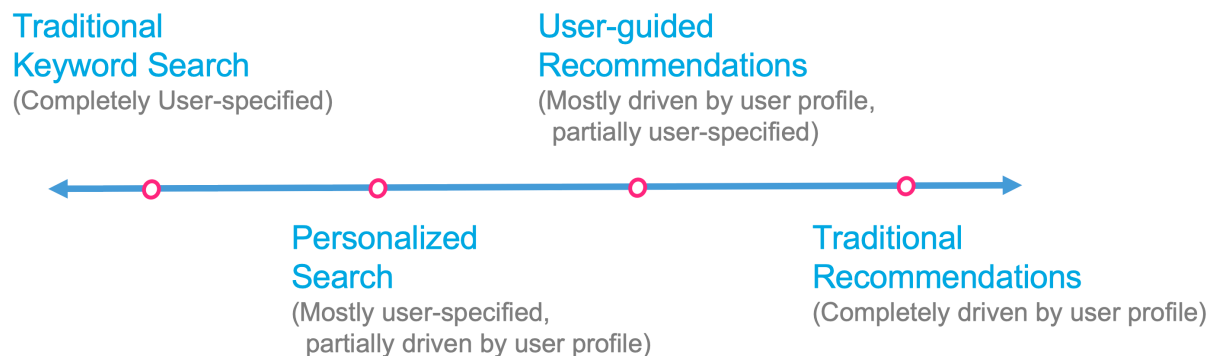 Traditional
Keyword Search
(Completely User-specified)
User-guided
Recommendations
(Mostly driven by user profile,
partially user-specified)
Personalized
Search
(Mostly user-specified,
partially driven by user profile)
Traditional
Recommendations
(Completely driven by user profile)